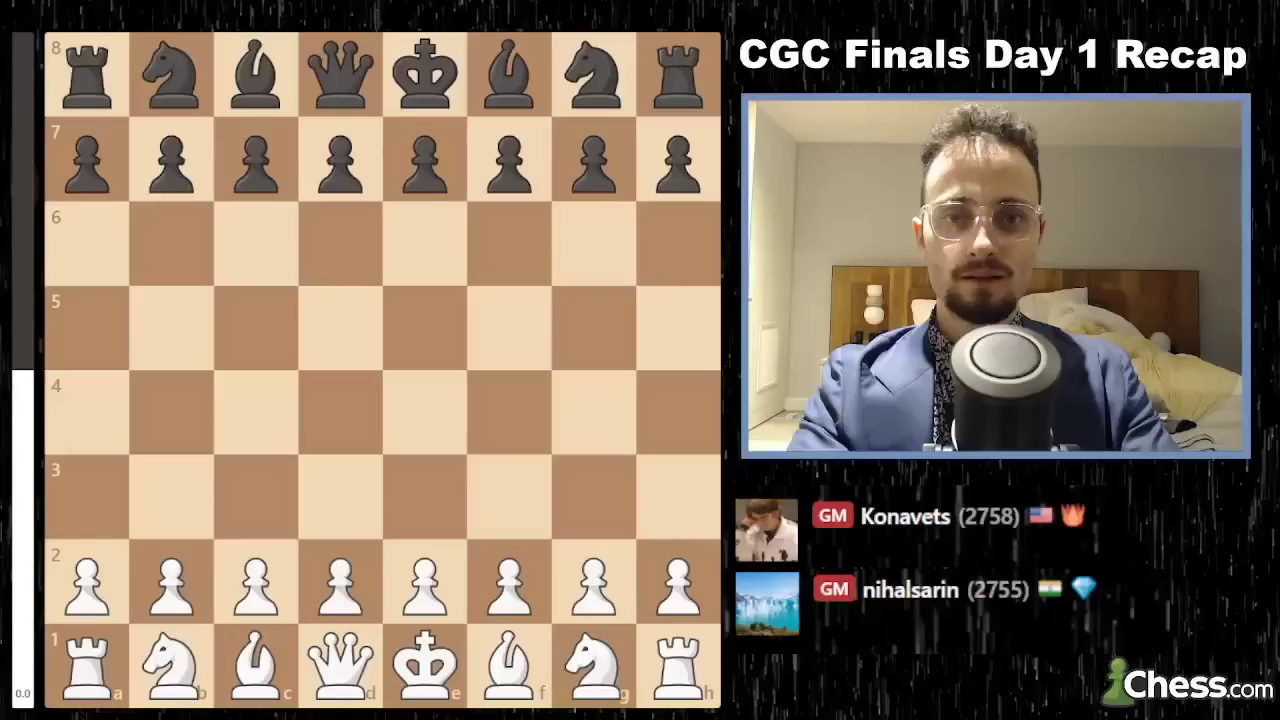 CGC Finals Day 1 Recap
8
7
6
5
4
3
2
1
a b c d e f g h
0.0
GM Konavets (2758)
GM nihalsarin (2755)
Chess.com